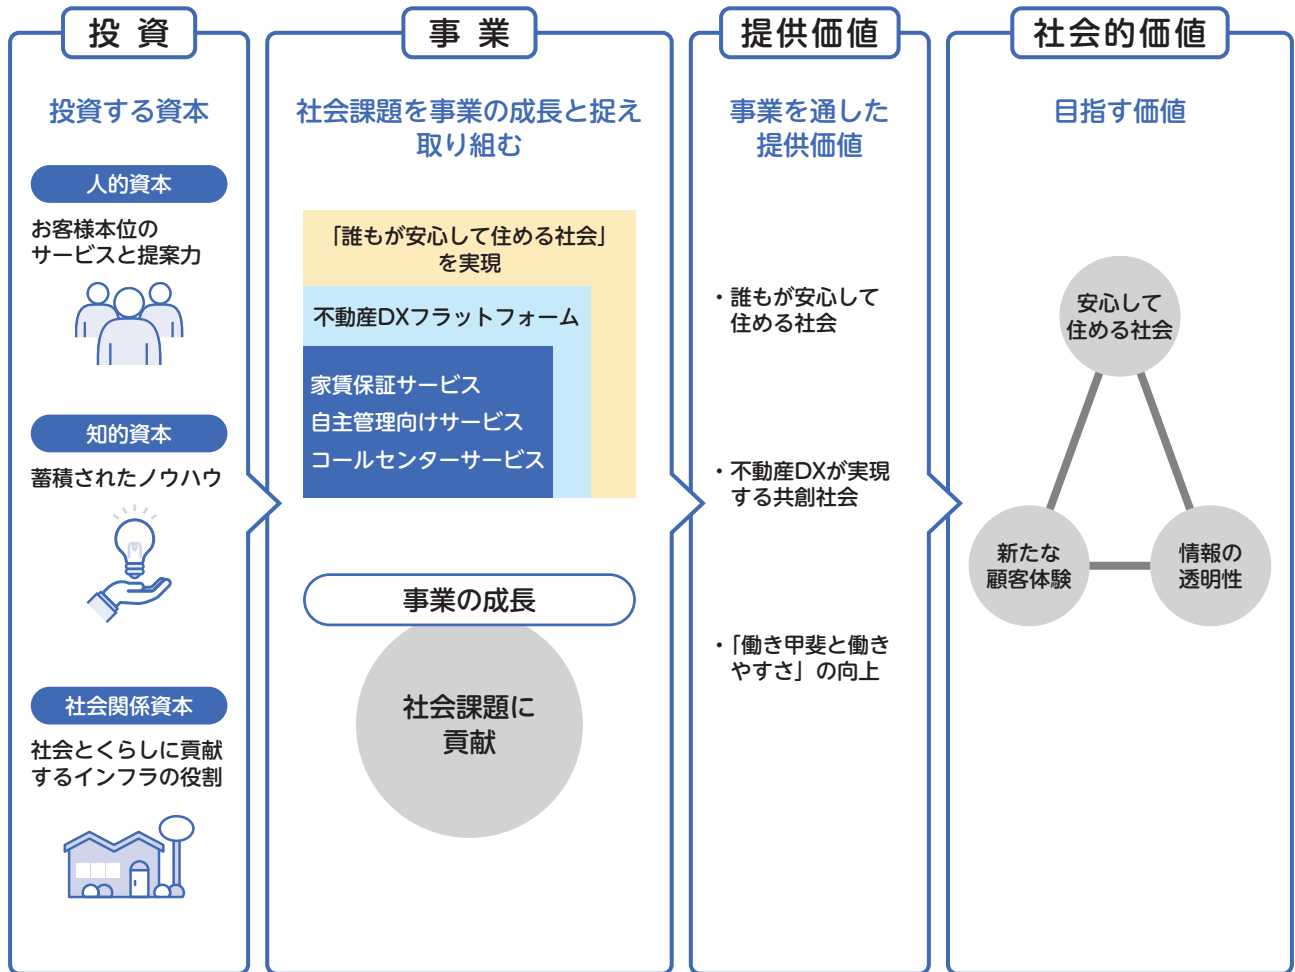 投資
投資する資本
人的資本
お客様本位の
サービスと提案力
知的資本
蓄積されたノウハウ
社会関係資本
社会とくらしに貢献
するインフラの役割
事業
社会課題を事業の成長と捉え
取り組む
「誰もが安心して住める社会」
を実現
不動産DXフラットフォーム
家賃保証サービス
自主管理向けサービス
コールセンターサービス
事業の成長
社会課題に
貢献
提供価値
事業を通した
提供価値
・誰もが安心して
住める社会
・不動産DXが実現
する共創社会
・「働き甲斐と働き
やすさ」の向上
社会的価値
目指す価値
安心して
住める社会
新たな
顧客体験
情報の
透明性